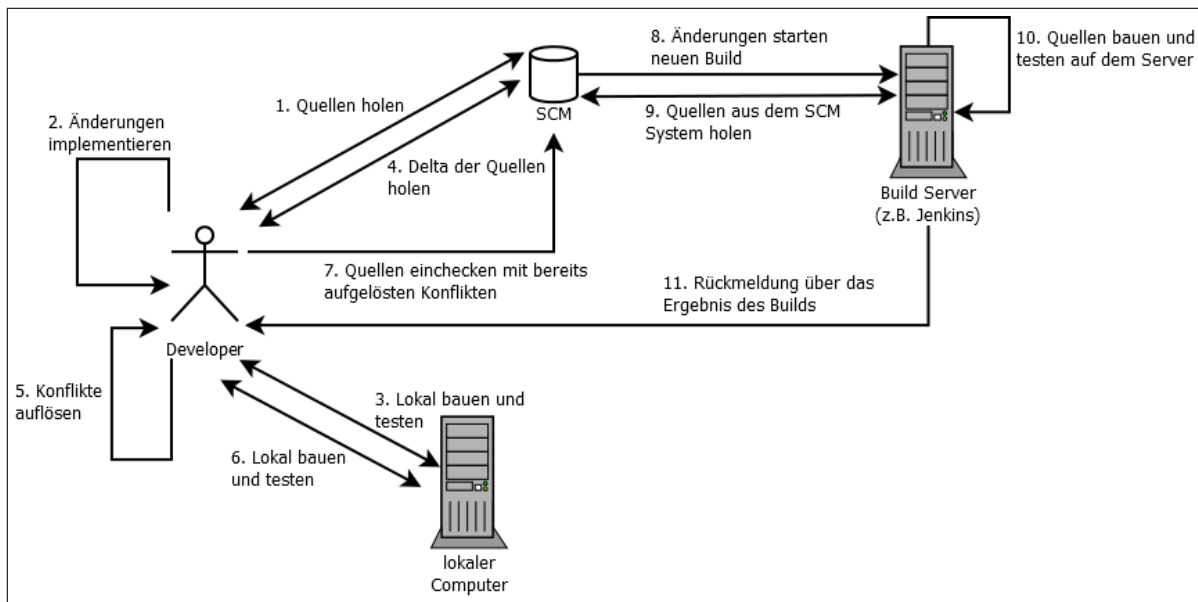 1. Quellen holen
2. Änderungen
implementieren
SCM
4. Delta der Quellen
holen
8. Änderungen starten
neuen Build
9. Quellen aus dem SCM
System holen
10. Quellen bauen und
testen auf dem Server
Build Server
(z.B. Jenkins)
7. Quellen einchecken mit bereits
aufgelösten Konflikten
11. Rückmeldung über das
Ergebnis des Builds
Developer
5. Konflikte
auflösen
3. Lokal bauen und
testen
6. Lokal bauen
und testen
lokaler
Computer